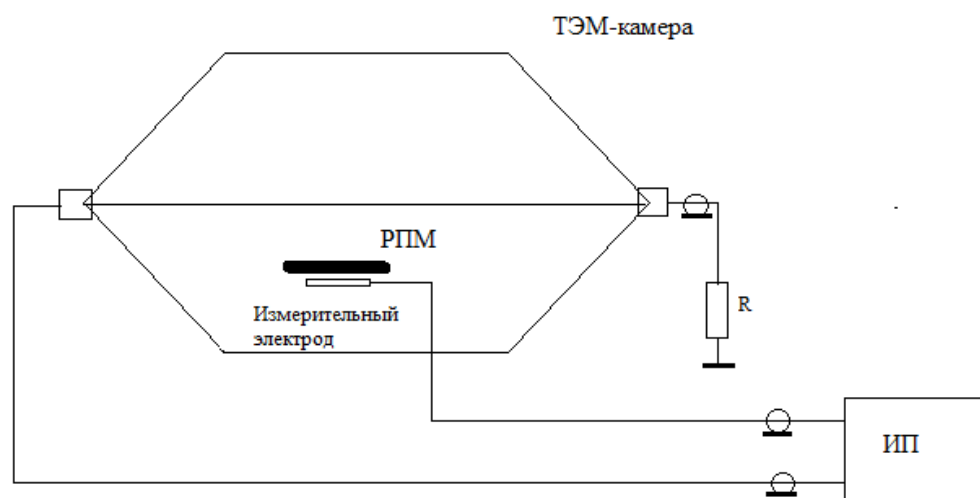 ТЭМ-камера
РПМ
Измерительный
электрод
R
ИП